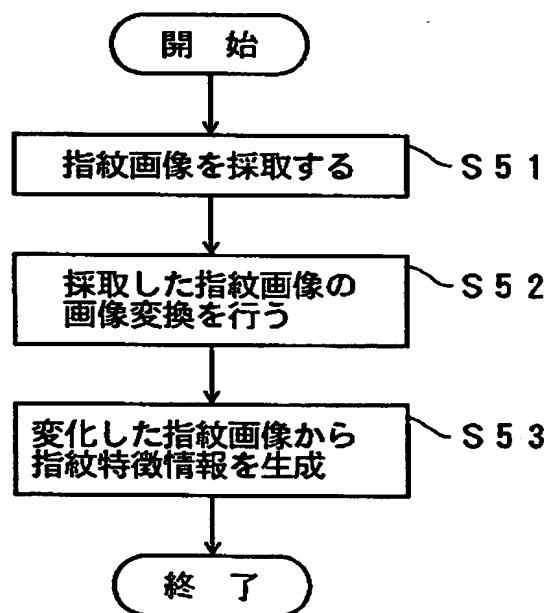 開 始
指紋画像を採取する
S51
採取した指紋画像の
画像変換を行う
S52
変化した指紋画像から
指紋特徴情報を生成
S53
終 了